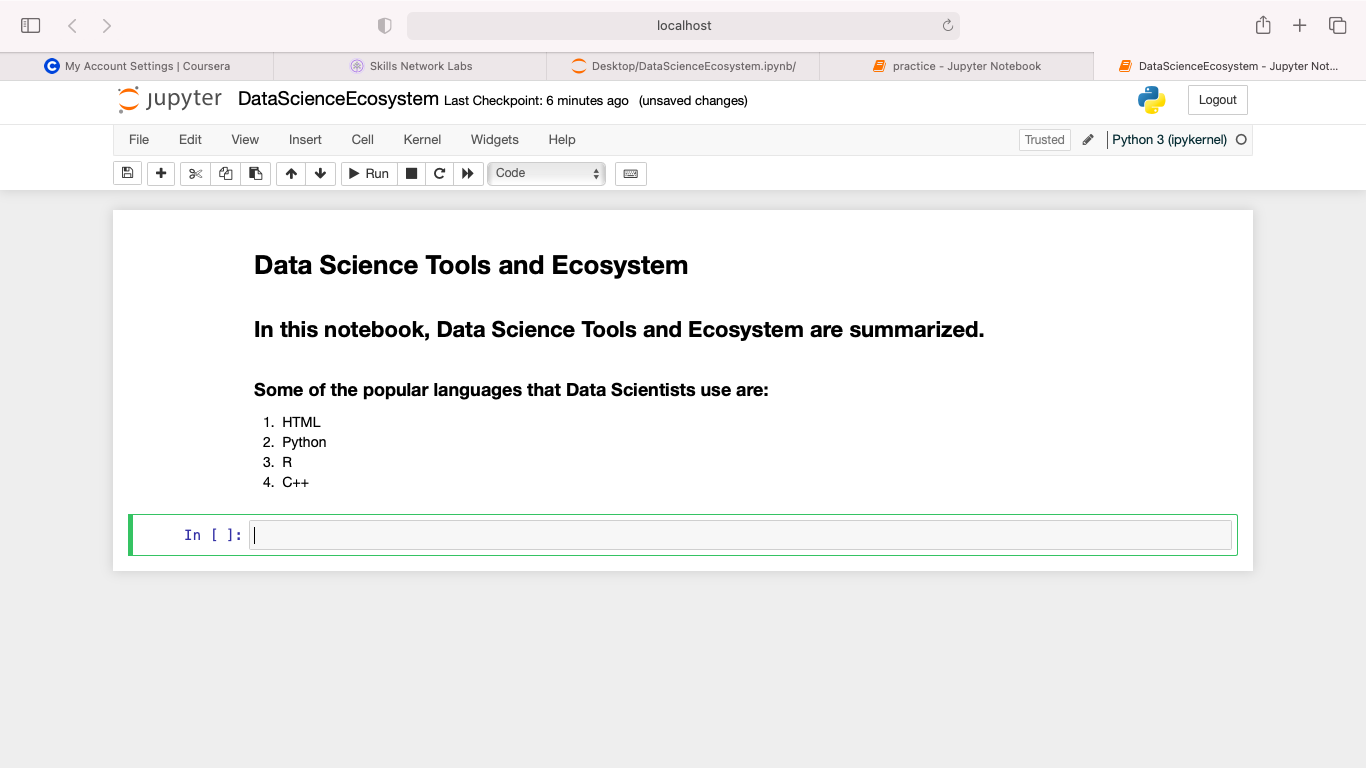 localhost
My Account Settings | Coursera
Skills Network Labs
Desktop/DataScienceEcosystem.ipynb/
practice - Jupyter Notebook
DataScienceEcosystem - Jupyter Not...
jupyter DataScienceEcosystem Last Checkpoint: 6 minutes ago (unsaved changes)
Logout
File Edit View Insert Cell Kernel Widgets Help
Trusted Python 3 (ipykernel)
Run Code
Data Science Tools and Ecosystem
In this notebook, Data Science Tools and Ecosystem are summarized.
Some of the popular languages that Data Scientists use are:
1. HTML
2. Python
3. R
4. C++
In [ ]: